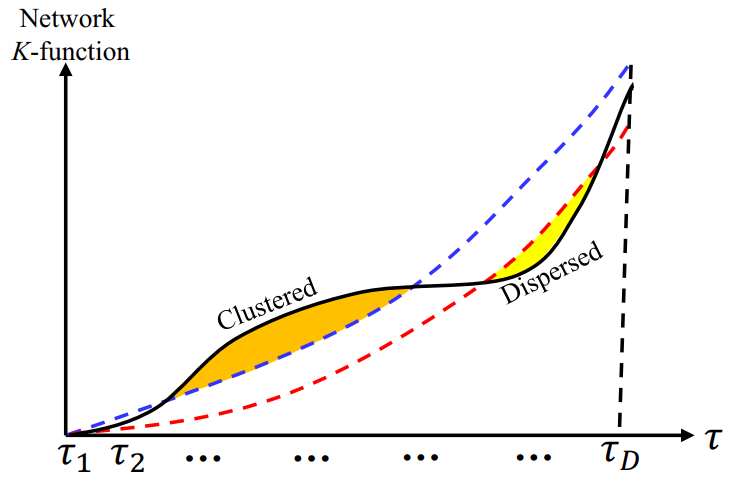 Network
K-function
Clustered
Dispersed
τ
τ1 τ2 ... ... ... ... τD